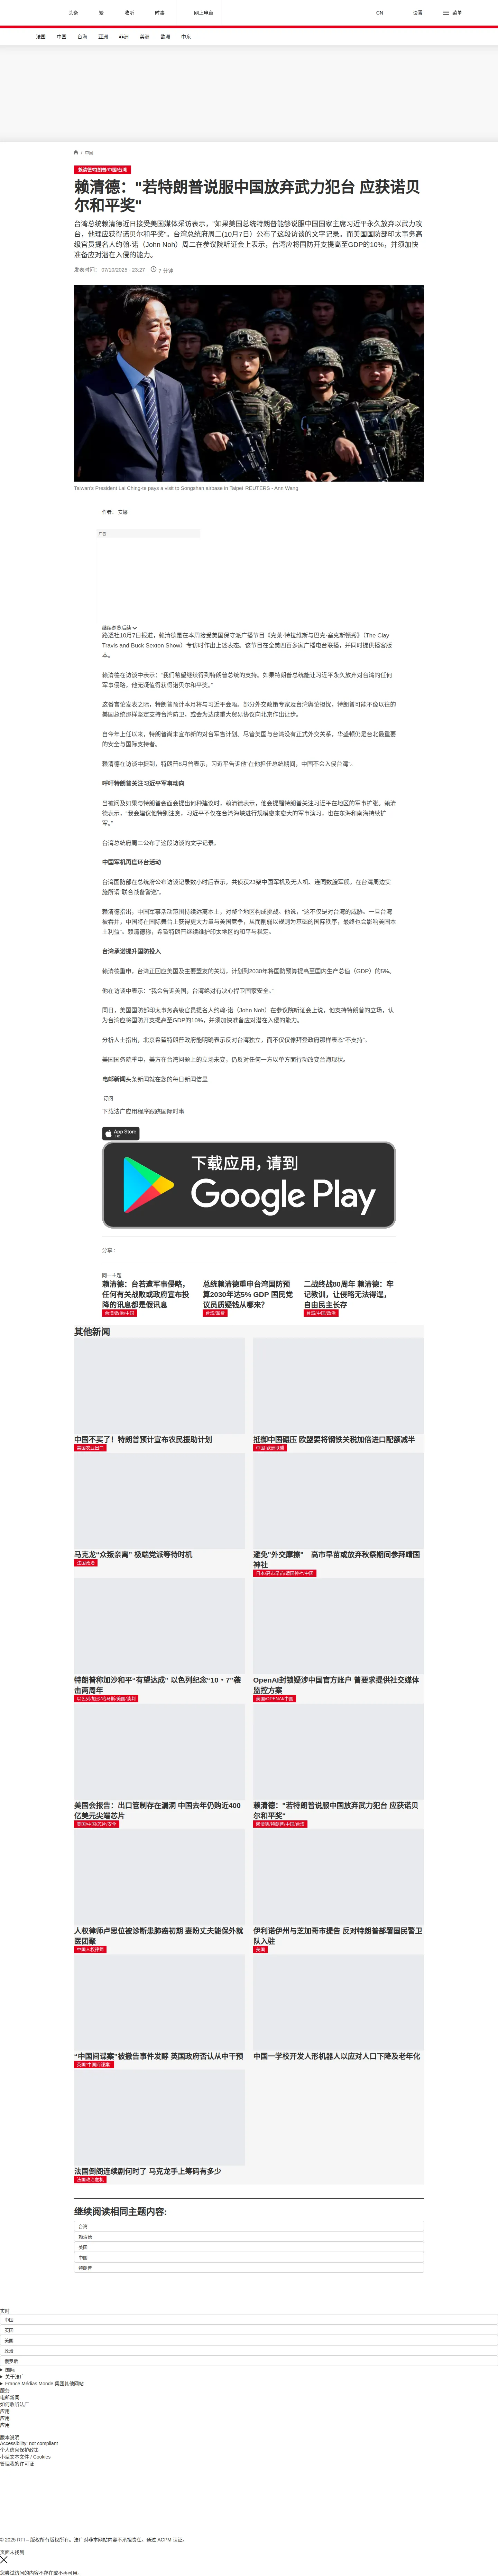 头条
繁
收听
时事
网上电台
CN
设置
菜单
法国
中国
台海
亚洲
非洲
美洲
欧洲
中东
/ 法国
赖清德/特朗普/中国/台湾
赖清德："若特朗普说服中国放弃武力犯台 应获诺贝
尔和平奖"
台湾总统赖清德近日接受美国媒体采访表示，"如果美国总统特朗普能够说服中国国家主席习近平永久放弃以武力攻
台，他理应获得诺贝尔和平奖"。台湾总统府周二(10月7日）公布了这段访谈的文字记录。而美国国防部印太事务高
级官员提名人约翰·诺（John Noh）周二在参议院听证会上表示，台湾应将国防开支提高至GDP的10%，并须加快
准备应对潜在入侵的能力。
发表时间： 07/10/2025 - 23:27
7 分钟
Taiwan's President Lai Ching-te pays a visit to Songshan airbase in Taipei REUTERS - Ann Wang
作者： 安娜
广告
继续浏览后续
路透社10月7日报道，赖清德是在本周接受美国保守派广播节目《克莱·特拉维斯与巴克·塞克斯顿秀》（The Clay
Travis and Buck Sexton Show）专访时作出上述表态。该节目在全美四百多家广播电台联播，并同时提供播客版
本。
赖清德在访谈中表示："我们希望继续得到特朗普总统的支持。如果特朗普总统能让习近平永久放弃对台湾的任何
军事侵略，他无疑值得获得诺贝尔和平奖。"
这番言论发表之际，特朗普预计本月将与习近平会晤。部分外交政策专家及台湾舆论担忧，特朗普可能不像以往的
美国总统那样坚定支持台湾防卫，或会为达成重大贸易协议向北京作出让步。
自今年上任以来，特朗普尚未宣布新的对台军售计划。尽管美国与台湾没有正式外交关系，华盛顿仍是台北最重要
的安全与国际支持者。
赖清德在访谈中提到，特朗普8月曾表示，习近平告诉他"在他担任总统期间，中国不会入侵台湾"。
呼吁特朗普关注习近平军事动向
当被问及如果与特朗普会面会提出何种建议时，赖清德表示，他会提醒特朗普关注习近平在地区的军事扩张。赖清
德表示，"我会建议他特别注意，习近平不仅在台湾海峡进行规模愈来愈大的军事演习，也在东海和南海持续扩
军。"
台湾总统府周二公布了这段访谈的文字记录。
中国军机再度环台活动
台湾国防部在总统府公布访谈记录数小时后表示，共侦获23架中国军机及无人机、连同数艘军舰，在台湾周边实
施所谓"联合战备警巡"。
赖清德指出，中国军事活动范围持续远离本土，对整个地区构成挑战。他说，"这不仅是对台湾的威胁。一旦台湾
被吞并，中国将在国际舞台上获得更大力量与美国竞争，从而削弱以规则为基础的国际秩序，最终也会影响美国本
土利益"。赖清德称，希望特朗普继续维护印太地区的和平与稳定。
台湾承诺提升国防投入
赖清德重申，台湾正回应美国及主要盟友的关切，计划到2030年将国防预算提高至国内生产总值（GDP）的5%。
他在访谈中表示："我会告诉美国，台湾绝对有决心捍卫国家安全。"
同日，美国国国防部印太事务高级官员提名人约翰·诺（John Noh）在参议院听证会上说，他支持特朗普的立场，认
为台湾应将国防开支提高至GDP的10%，并须加快准备应对潜在入侵的能力。
分析人士指出，北京希望特朗普政府能明确表示反对台湾独立，而不仅仅像拜登政府那样表态"不支持"。
美国国务院重申，美方在台湾问题上的立场未变，仍反对任何一方以单方面行动改变台海现状。
电邮新闻头条新闻就在您的每日新闻信里
订阅
下载法广应用程序跟踪国际时事
App Store
下载
下载应用，请到
Google Play
分享 :
同一主题
赖清德：台若遭军事侵略，
任何有关战败或政府宣布投
降的讯息都是假讯息
台湾/政治/中国
总统赖清德重申台湾国防预
算2030年达5% GDP 国民党
议员质疑钱从哪来？
台湾/军费
二战终战80周年 赖清德：牢
记教训，让侵略无法得逞，
自由民主长存
台湾/中国/政治
其他新闻
中国不买了！特朗普预计宣布农民援助计划
美国农业出口
抵御中国碾压 欧盟要将钢铁关税加倍进口配额减半
中国 欧洲联盟
马克龙"众叛亲离" 极端党派等待时机
法国政治
避免"外交摩擦" 高市早苗或放弃秋祭期间参拜靖国
神社
日本/高市早苗/靖国神社/中国
特朗普称加沙和平"有望达成" 以色列纪念"10・7"袭
击两周年
以色列/加沙/哈马斯/美国/谈判
OpenAI封锁疑涉中国官方账户 曾要求提供社交媒体
监控方案
美国/OPENAI/中国
美国会报告：出口管制存在漏洞 中国去年仍购近400
亿美元尖端芯片
美国/中国/芯片/安全
赖清德："若特朗普说服中国放弃武力犯台 应获诺贝
尔和平奖"
赖清德/特朗普/中国/台湾
人权律师卢思位被诊断患肺癌初期 妻盼丈夫能保外就
医团聚
中国人权律师
伊利诺伊州与芝加哥市提告 反对特朗普部署国民警卫
队入驻
美国
"中国间谍案"被撤告事件发酵 英国政府否认从中干预
英国"中国间谍案"
中国一学校开发人形机器人以应对人口下降及老年化
法国倒阁连续剧何时了 马克龙手上筹码有多少
法国政治危机
继续阅读相同主题内容:
台湾
赖清德
美国
中国
特朗普
实时
中国
英国
美国
政治
俄罗斯
国际
关于法广
France Médias Monde 集团其他网站
服务
电邮新闻
如何收听法广
应用
应用
应用
版本说明
Accessibility: not compliant
个人信息保护政策
小型文本文件 / Cookies
管理我的许可证
© 2025 RFI – 版权所有版权所有。法广对非本网站内容不承担责任。通过 ACPM 认证。
页面未找到
您尝试访问的内容不存在或不再可用。